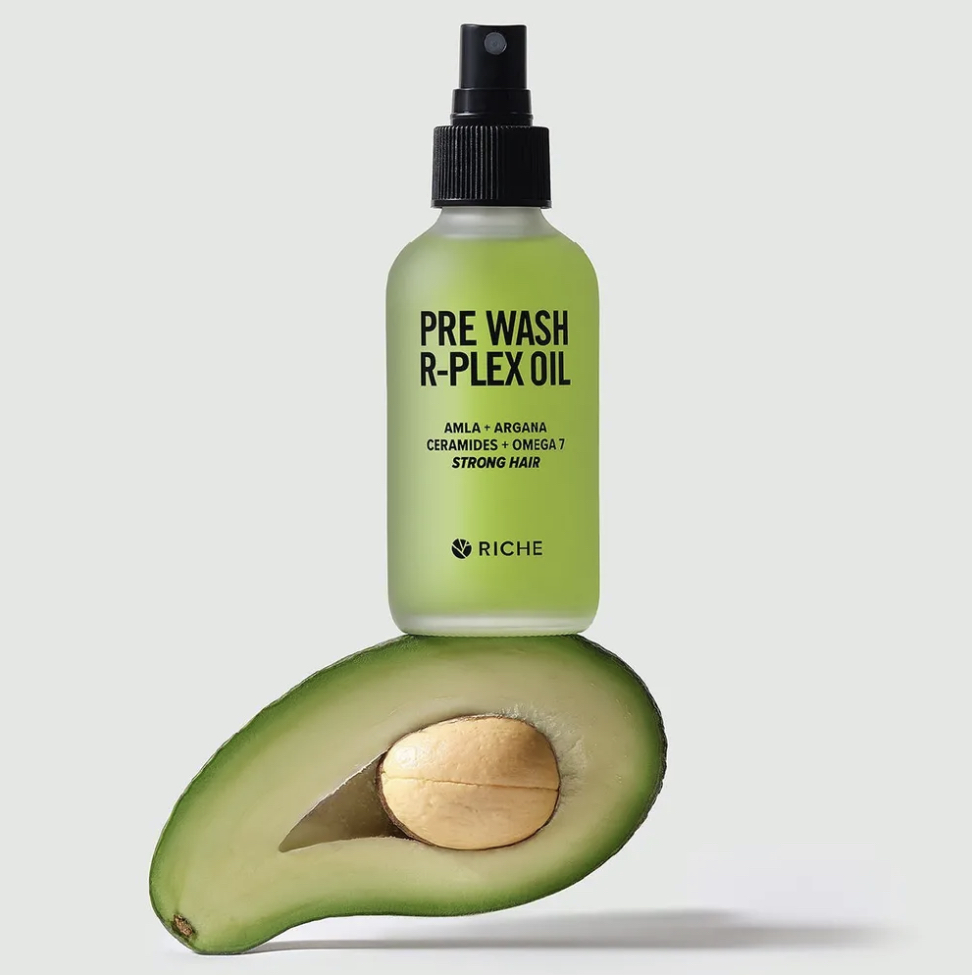 PRE WASH
R-PLEX OIL
AMLA + ARGANA
CERAMIDES + OMEGA 7
STRONG HAIR
RICHE